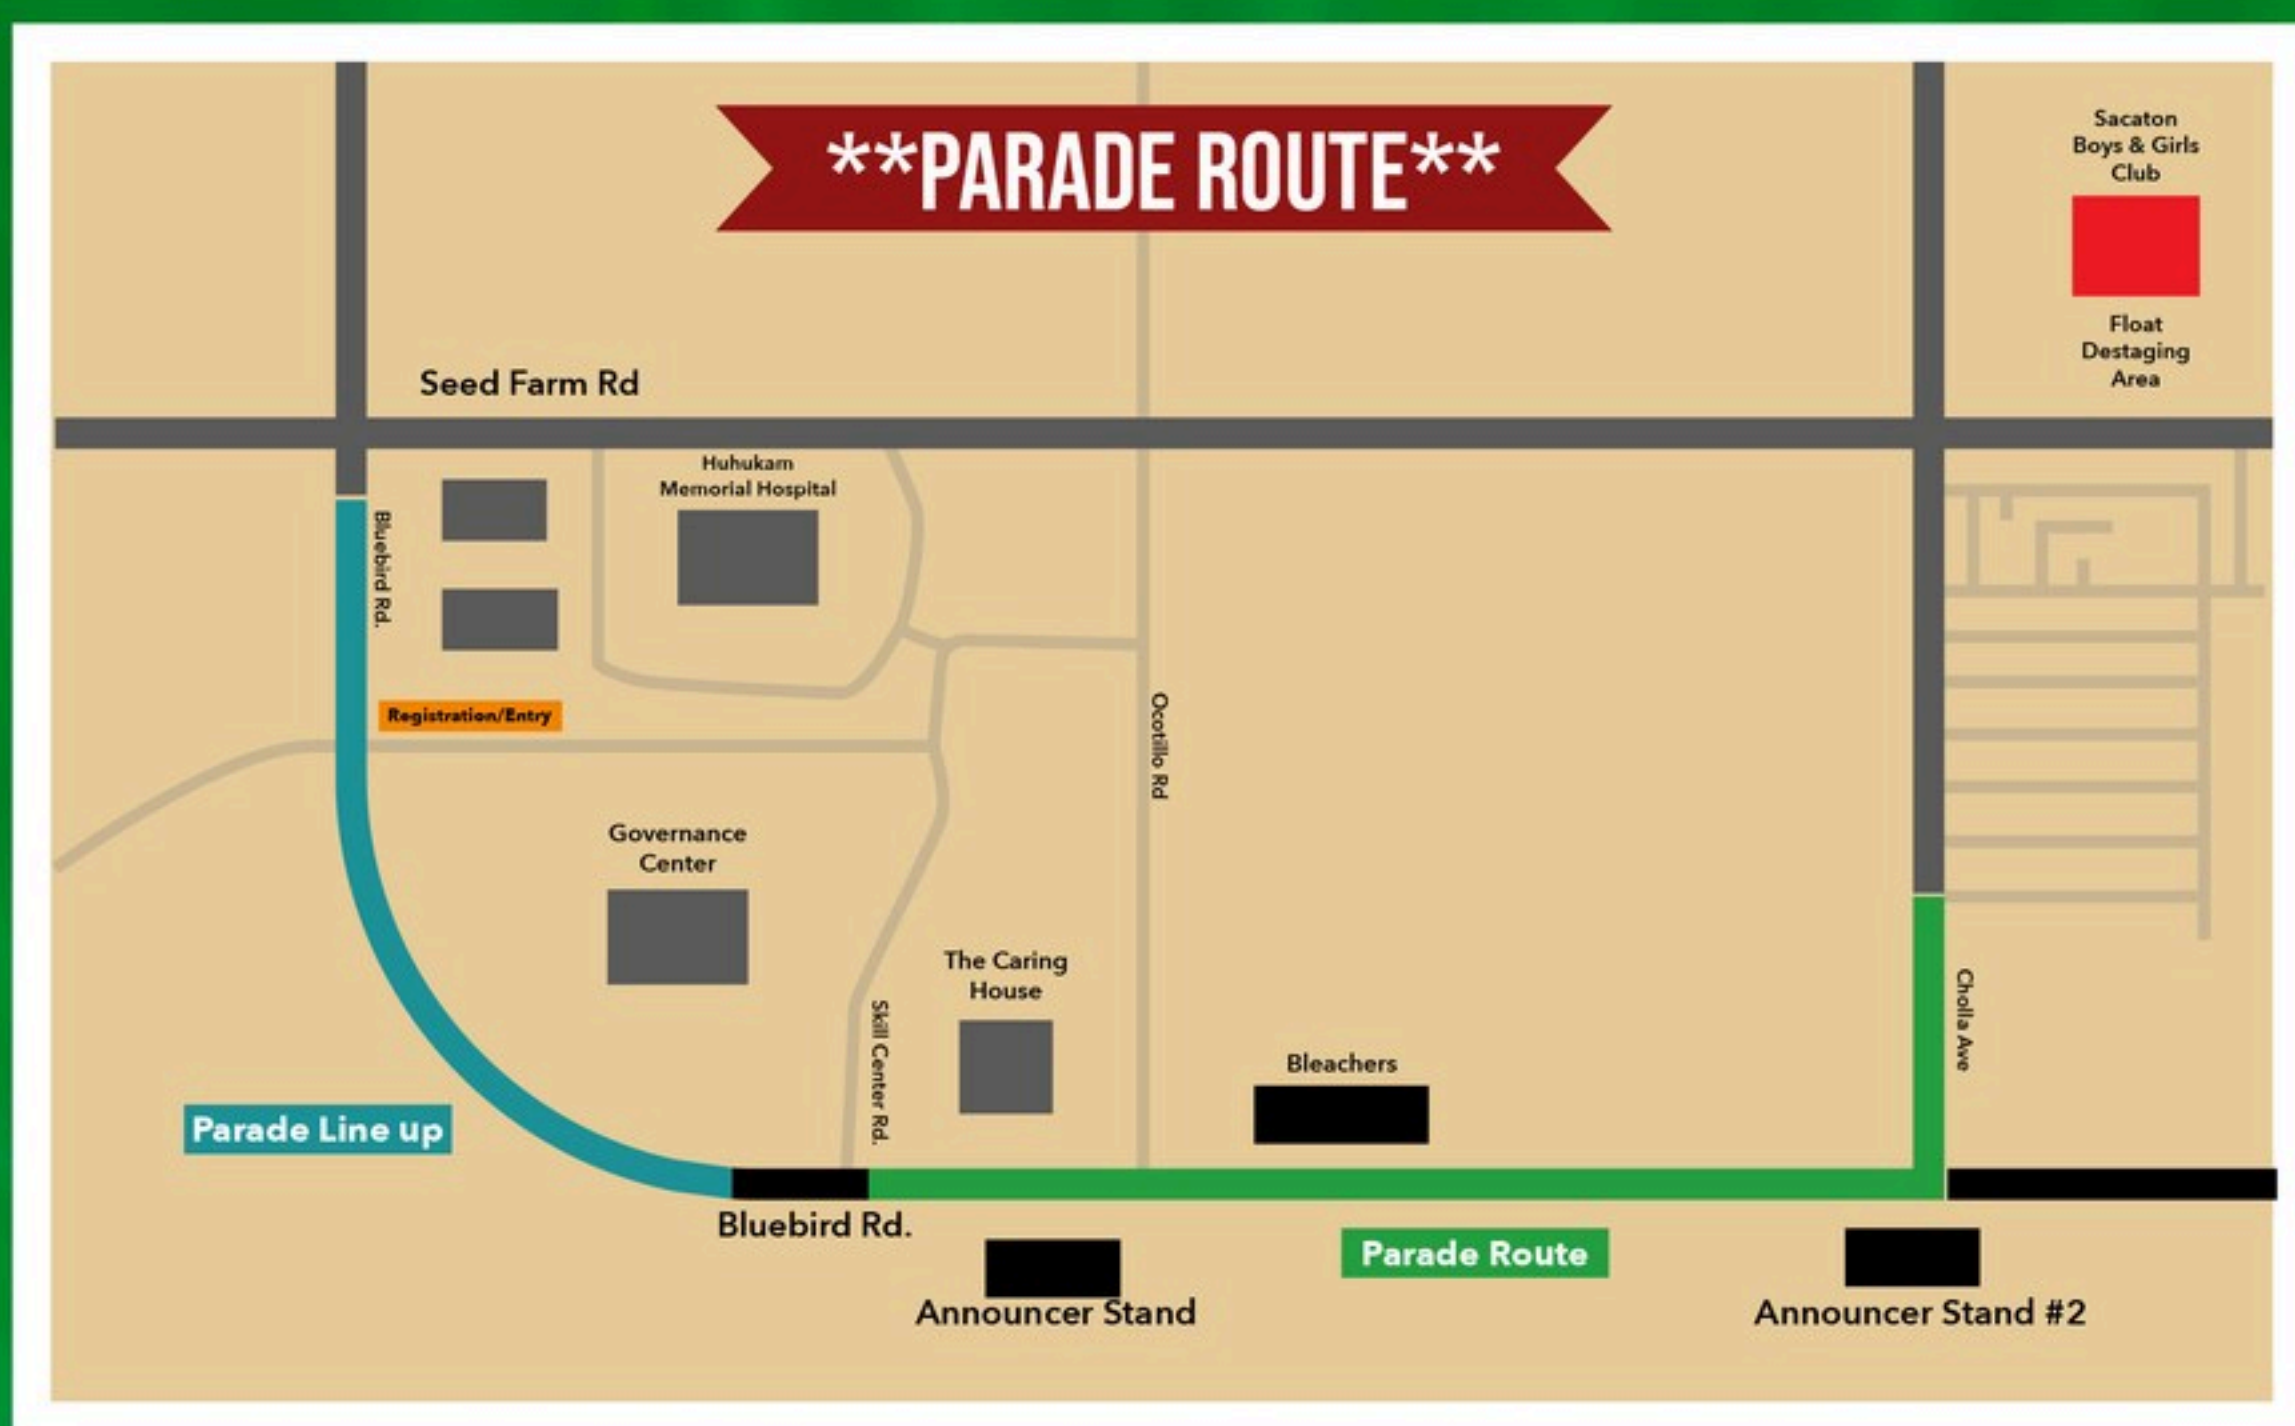 **PARADE ROUTE**
Sacaton
Boys & Girls
Club
Float
Destaging
Area
Seed Farm Rd
Huhukam
Memorial Hospital
Bluebird Rd.
Registration/Entry
Ocotillo Rd
Governance
Center
The Caring
House
Skill Center Rd.
Cholla Ave
Bleachers
Parade Line up
Bluebird Rd.
Parade Route
Announcer Stand
Announcer Stand #2